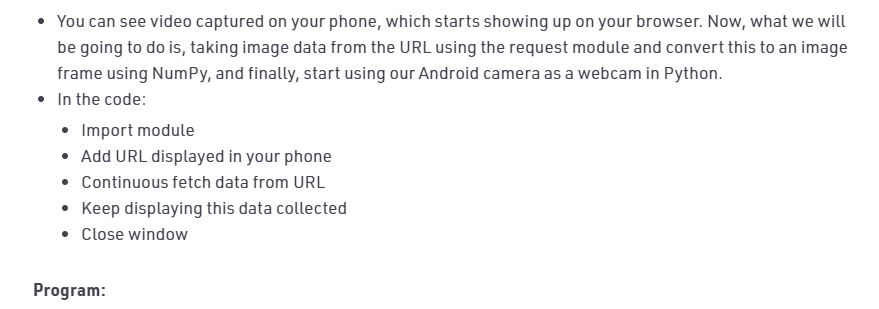 • You can see video captured on your phone, which starts showing up on your browser. Now, what we will
be going to do is, taking image data from the URL using the request module and convert this to an image
frame using NumPy, and finally, start using our Android camera as a webcam in Python.
• In the code:
• Import module
• Add URL displayed in your phone
• Continuous fetch data from URL
• Keep displaying this data collected
• Close window
Program: